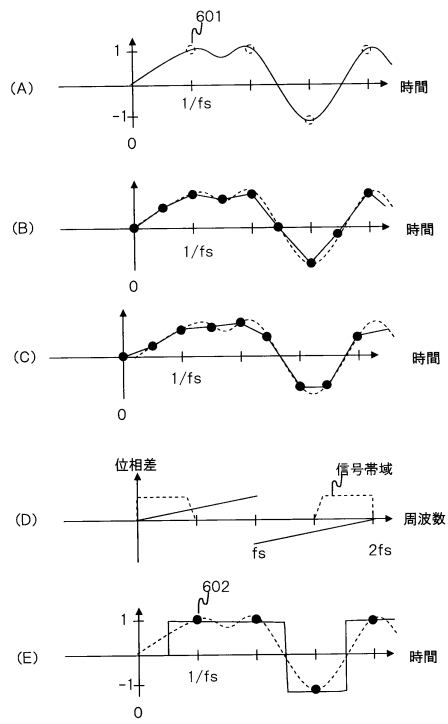 601
1
(A)
時間
1/fs
-1
0
(B)
時間
1/fs
0
(C)
時間
1/fs
0
位相差
信号帯域
(D)
周波数
fs
2fs
602
1
(E)
時間
1/fs
-1
0